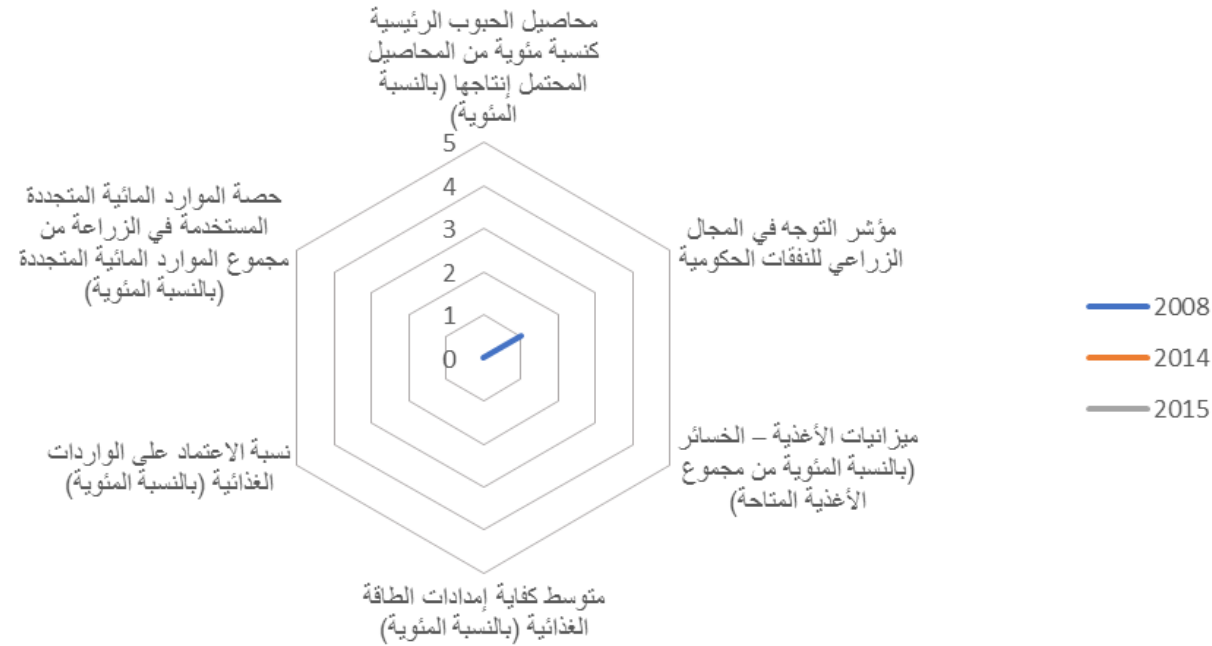 محاصيل الحبوب الرئيسية
كنسبة مئوية من المحاصيل
المحتمل إنتاجها (بالنسبة
المئوية)
5
4
3
2
1
0
مؤشر التوجه في المجال
الزراعي للنفقات الحكومية
ميزانيات الأغذية – الخسائر
(بالنسبة المئوية من مجموع
الأغذية المتاحة)
متوسط كفاية إمدادات الطاقة
الغذائية (بالنسبة المئوية)
نسبة الاعتماد على الواردات
الغذائية (بالنسبة المئوية)
حصة الموارد المائية المتجددة
المستخدمة في الزراعة من
مجموع الموارد المائية المتجددة
(بالنسبة المئوية)
2008
2014
2015